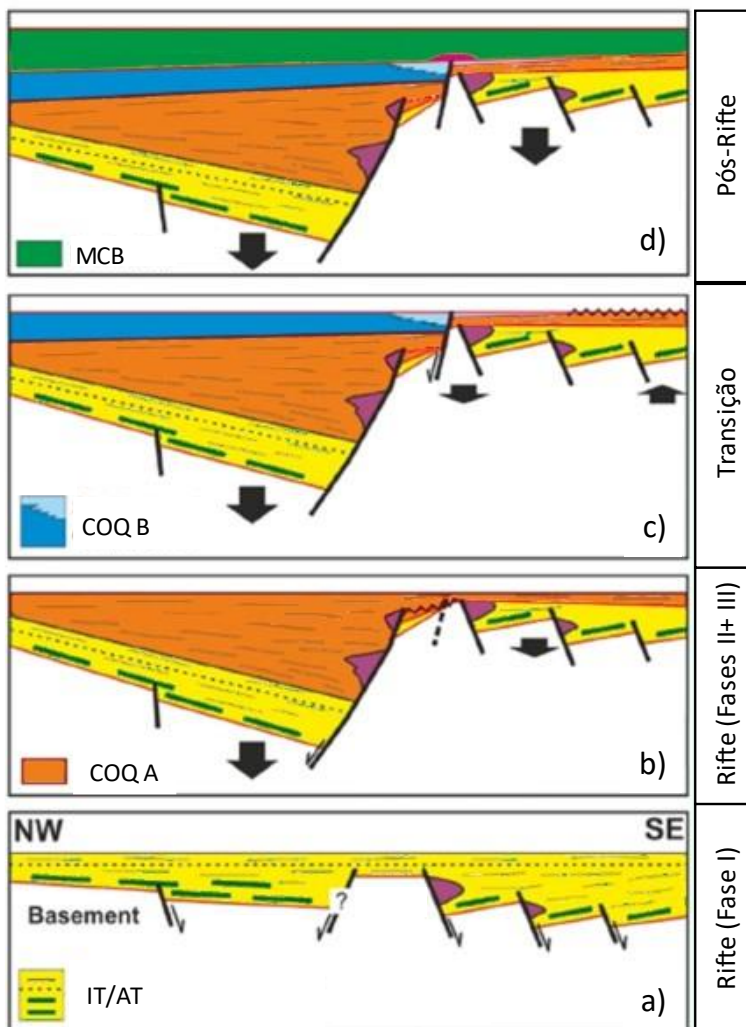 d)
MCB
Pós-Rifte
c)
COQ B
Transição
b)
COQ A
Rifte (Fases II+ III)
NW
SE
?
Basement
IT/AT
a)
Rifte (Fase I)